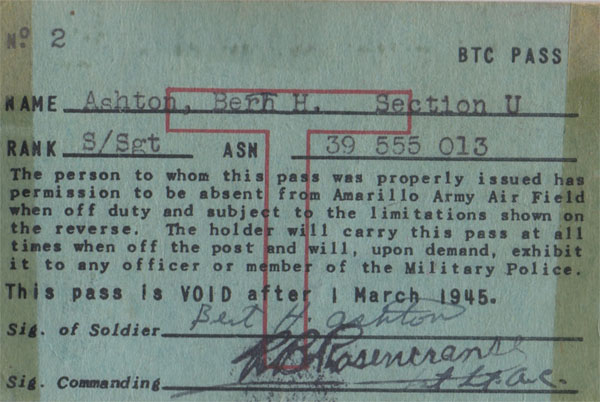 Nº 2
BTC PASS
NAME Ashton, Bert H. Section U
RANK S/Sgt ASN 39 555 013
The person to whom this pass was properly issued has
permission to be absent from Amarillo Army Air Field
when off duty and subject to the limitations shown on
the reverse. The holder will carry this pass at all
times when off the post and will, upon demand, exhibit
it to any officer or member of the Military Police.
This pass is VOID after 1 March 1945.
Sig. of Soldier Bert H. Ashton
Sig. Commanding RB Rosencranse
1st Lt. A.C.